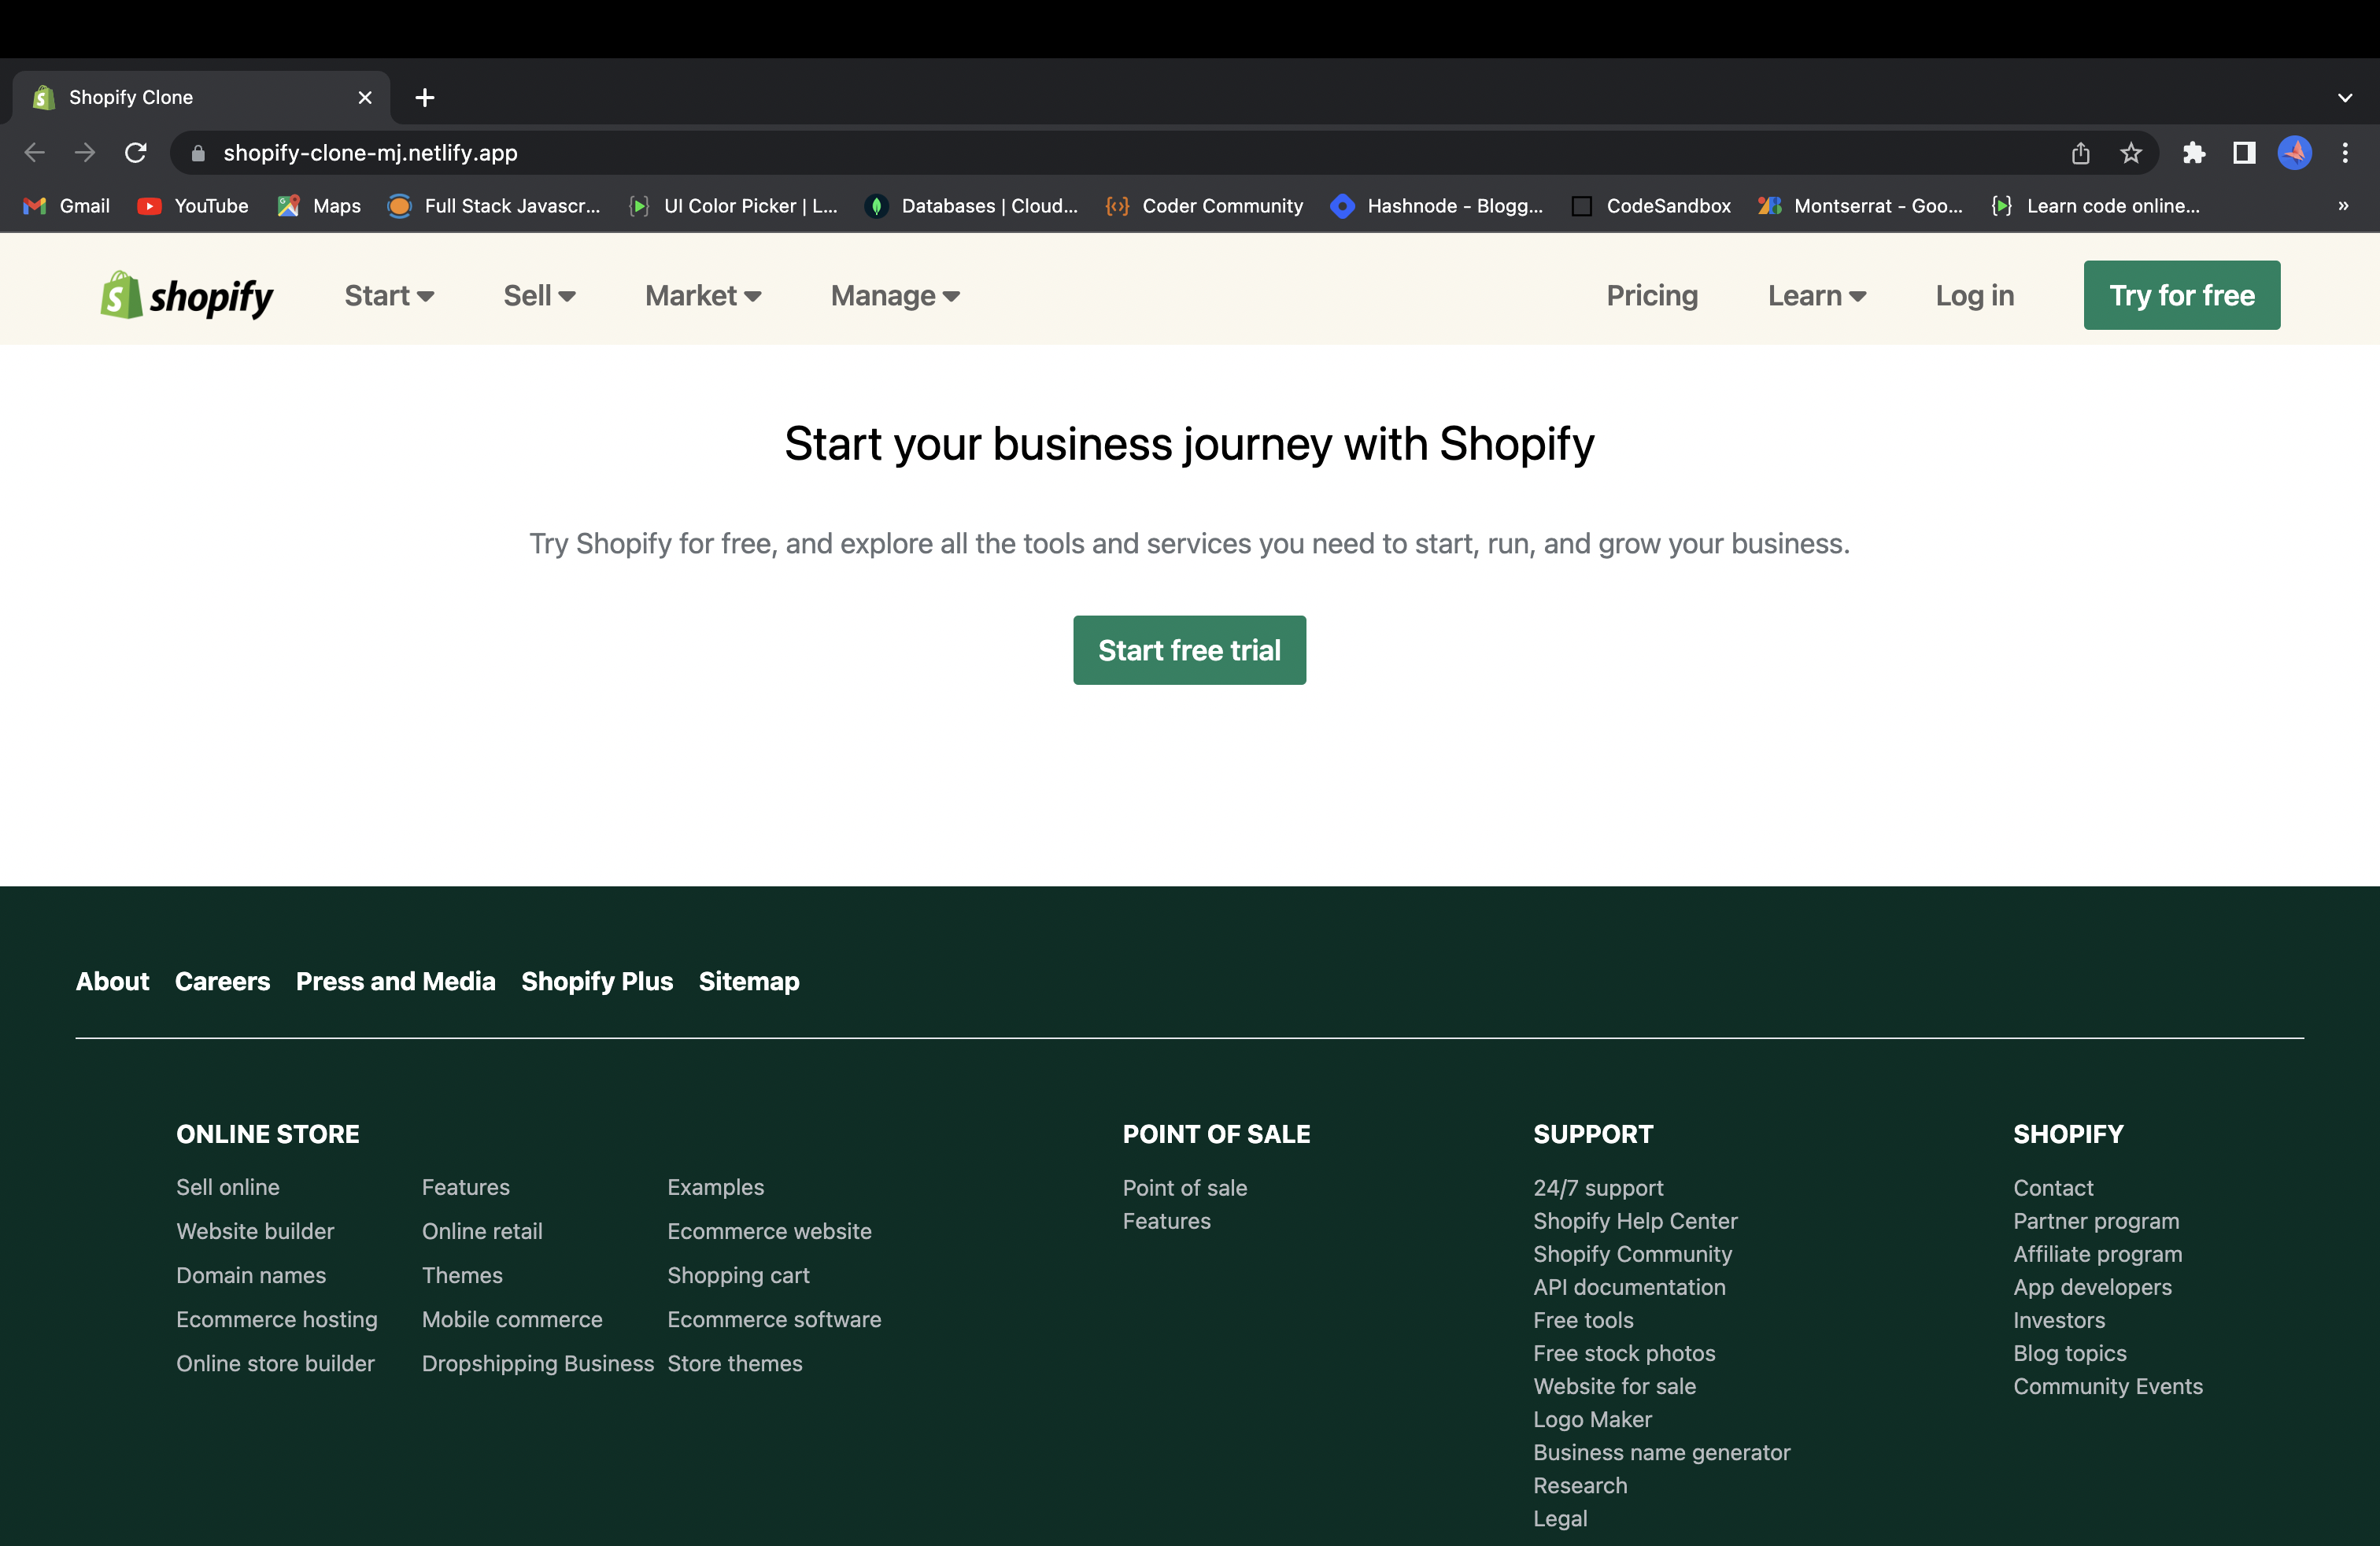 Shopify Clone
shopify-clone-mj.netlify.app
Gmail YouTube Maps Full Stack Javascr... UI Color Picker | L... Databases | Cloud... Coder Community Hashnode - Blogg... CodeSandbox Montserrat - Goo... Learn code online... »
shopify Start Sell Market Manage Pricing Learn Log in Try for free
Start your business journey with Shopify
Try Shopify for free, and explore all the tools and services you need to start, run, and grow your business.
Start free trial
About Careers Press and Media Shopify Plus Sitemap
ONLINE STORE
Sell online Features Examples
Website builder Online retail Ecommerce website
Domain names Themes Shopping cart
Ecommerce hosting Mobile commerce Ecommerce software
Online store builder Dropshipping Business Store themes
POINT OF SALE
Point of sale
Features
SUPPORT
24/7 support
Shopify Help Center
Shopify Community
API documentation
Free tools
Free stock photos
Website for sale
Logo Maker
Business name generator
Research
Legal
SHOPIFY
Contact
Partner program
Affiliate program
App developers
Investors
Blog topics
Community Events